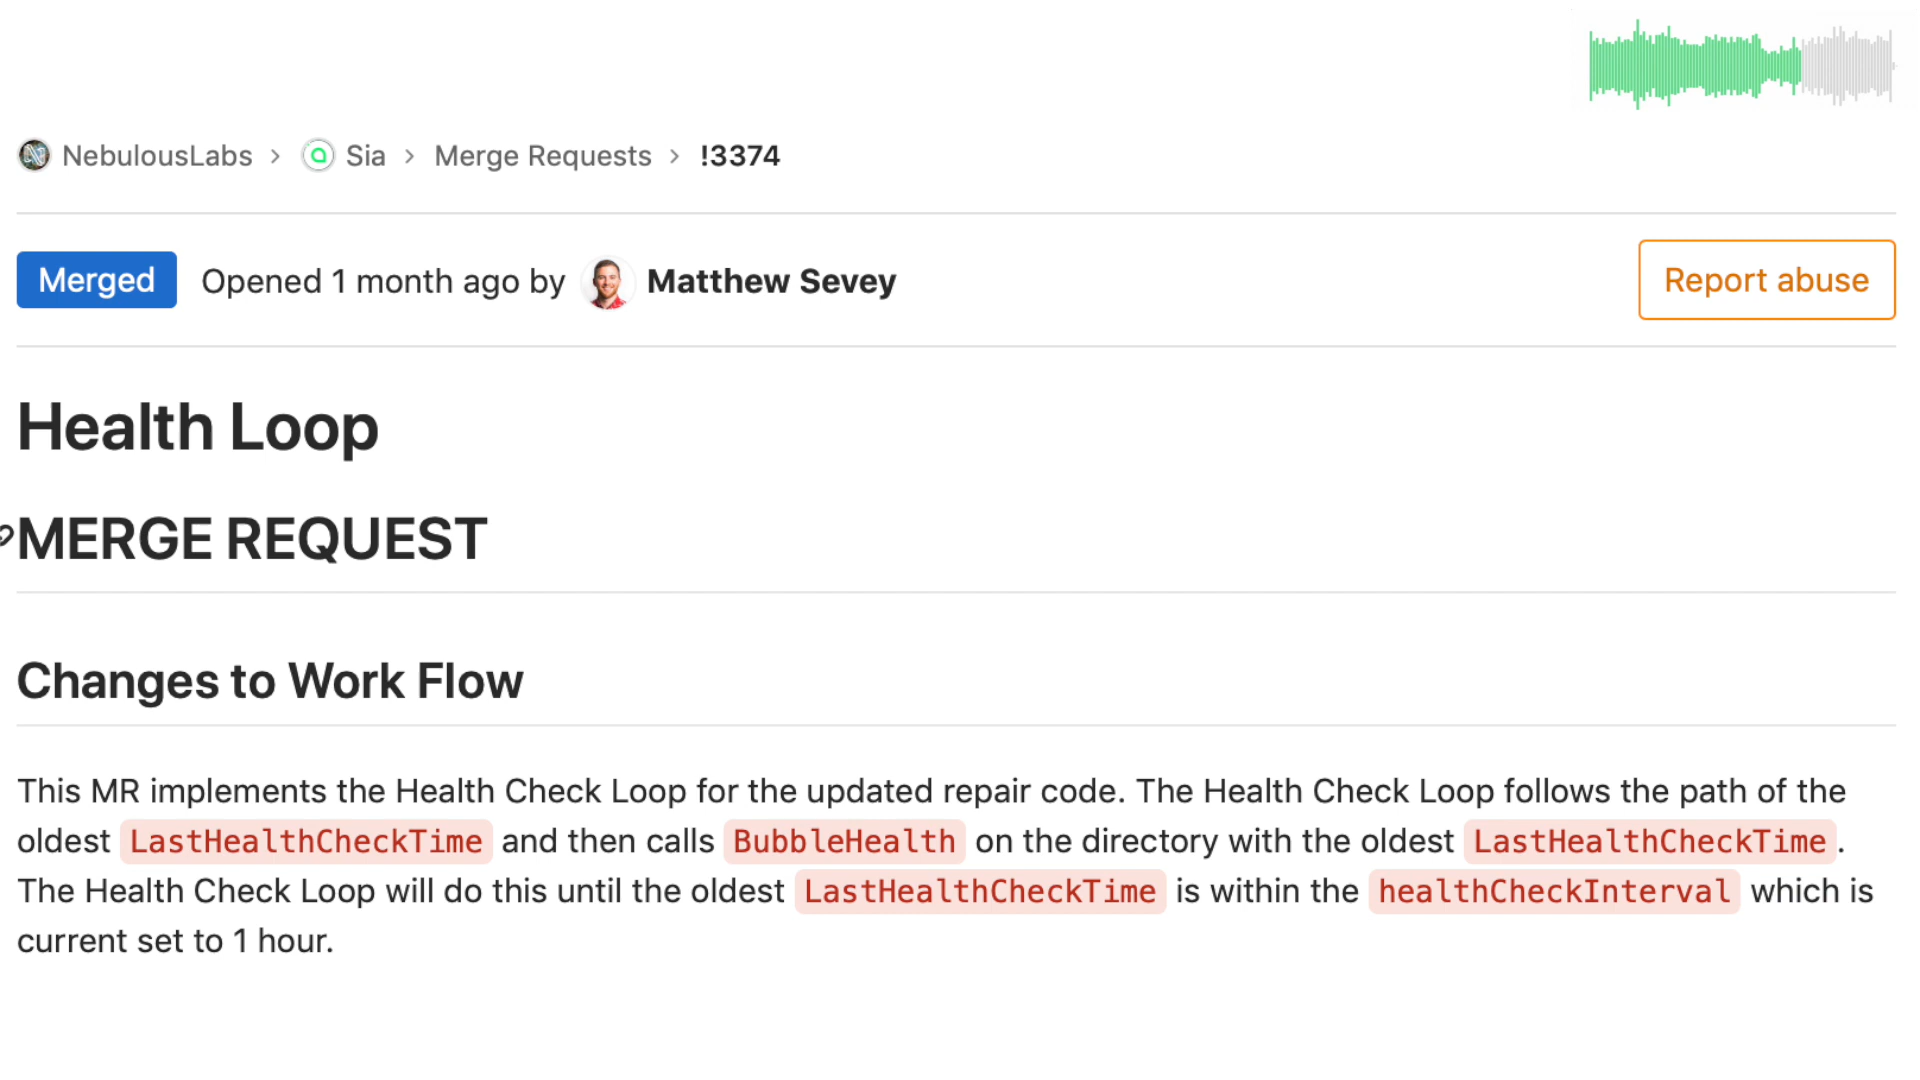 NebulousLabs > Sia > Merge Requests > !3374
Merged Opened 1 month ago by Matthew Sevey Report abuse
Health Loop
MERGE REQUEST
Changes to Work Flow
This MR implements the Health Check Loop for the updated repair code. The Health Check Loop follows the path of the
oldest LastHealthCheckTime and then calls BubbleHealth on the directory with the oldest LastHealthCheckTime.
The Health Check Loop will do this until the oldest LastHealthCheckTime is within the healthCheckInterval which is
current set to 1 hour.